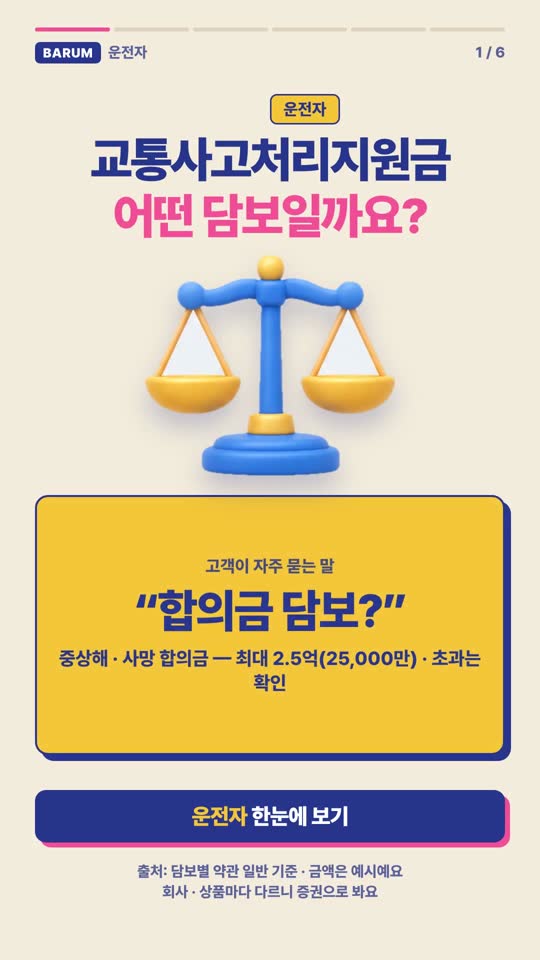 BARUM 운전자 1 / 6
운전자
교통사고처리지원금
어떤 담보일까요?
고객이 자주 묻는 말
“합의금 담보?”
중상해 · 사망 합의금 — 최대 2.5억(25,000만) · 초과는
확인
운전자 한눈에 보기
출처: 담보별 약관 일반 기준 · 금액은 예시예요
회사 · 상품마다 다르니 증권으로 봐요